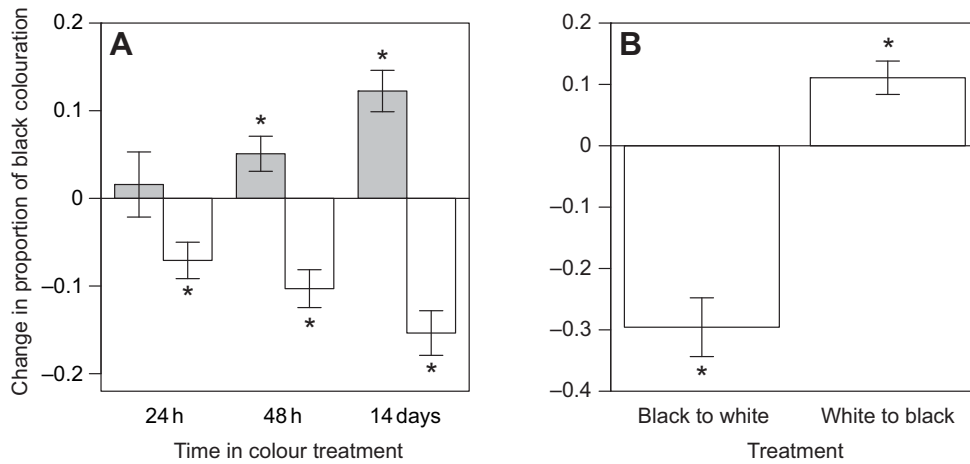 Change in proportion of black colouration
A
0.2
0.1
0
–0.1
–0.2
*
*
*
*
*
24 h
48 h
14 days
Time in colour treatment
B
0.2
0.1
0
–0.1
–0.2
–0.3
–0.4
*
*
Black to white
White to black
Treatment